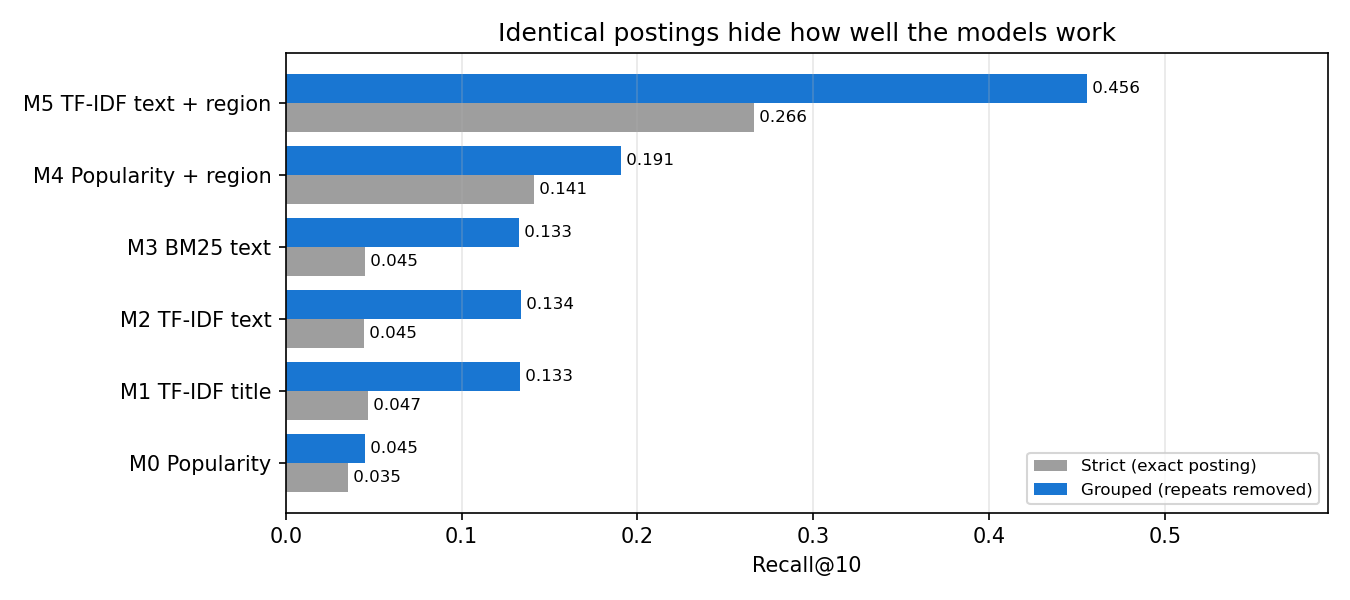 Identical postings hide how well the models work
M5 TF-IDF text + region
0.456
0.266
M4 Popularity + region
0.191
0.141
M3 BM25 text
0.133
0.045
M2 TF-IDF text
0.134
0.045
M1 TF-IDF title
0.133
0.047
M0 Popularity
0.045
0.035
Strict (exact posting)
Grouped (repeats removed)
0.0 0.1 0.2 0.3 0.4 0.5
Recall@10